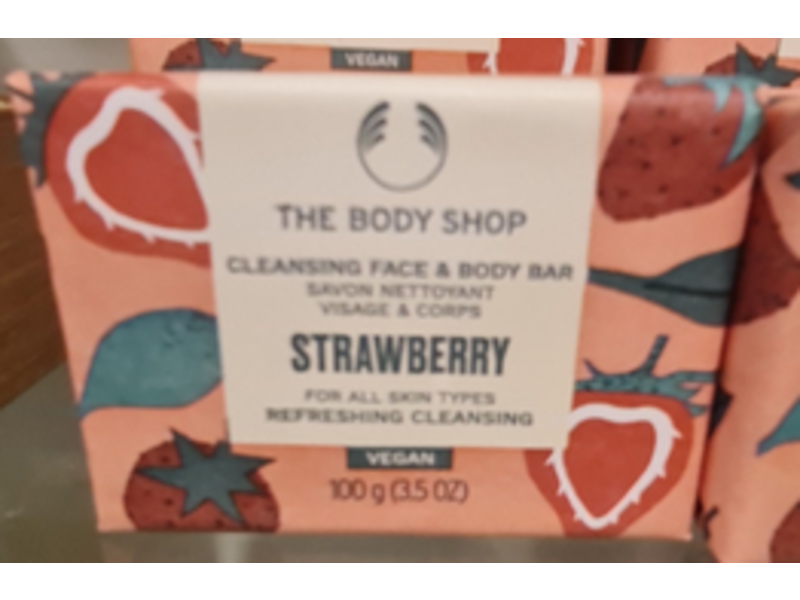 VEGAN
THE BODY SHOP
CLEANSING FACE & BODY BAR
SAVON NETTOYANT
VISAGE & CORPS
STRAWBERRY
FOR ALL SKIN TYPES
REFRESHING CLEANSING
VEGAN
100 g (3.5 OZ)